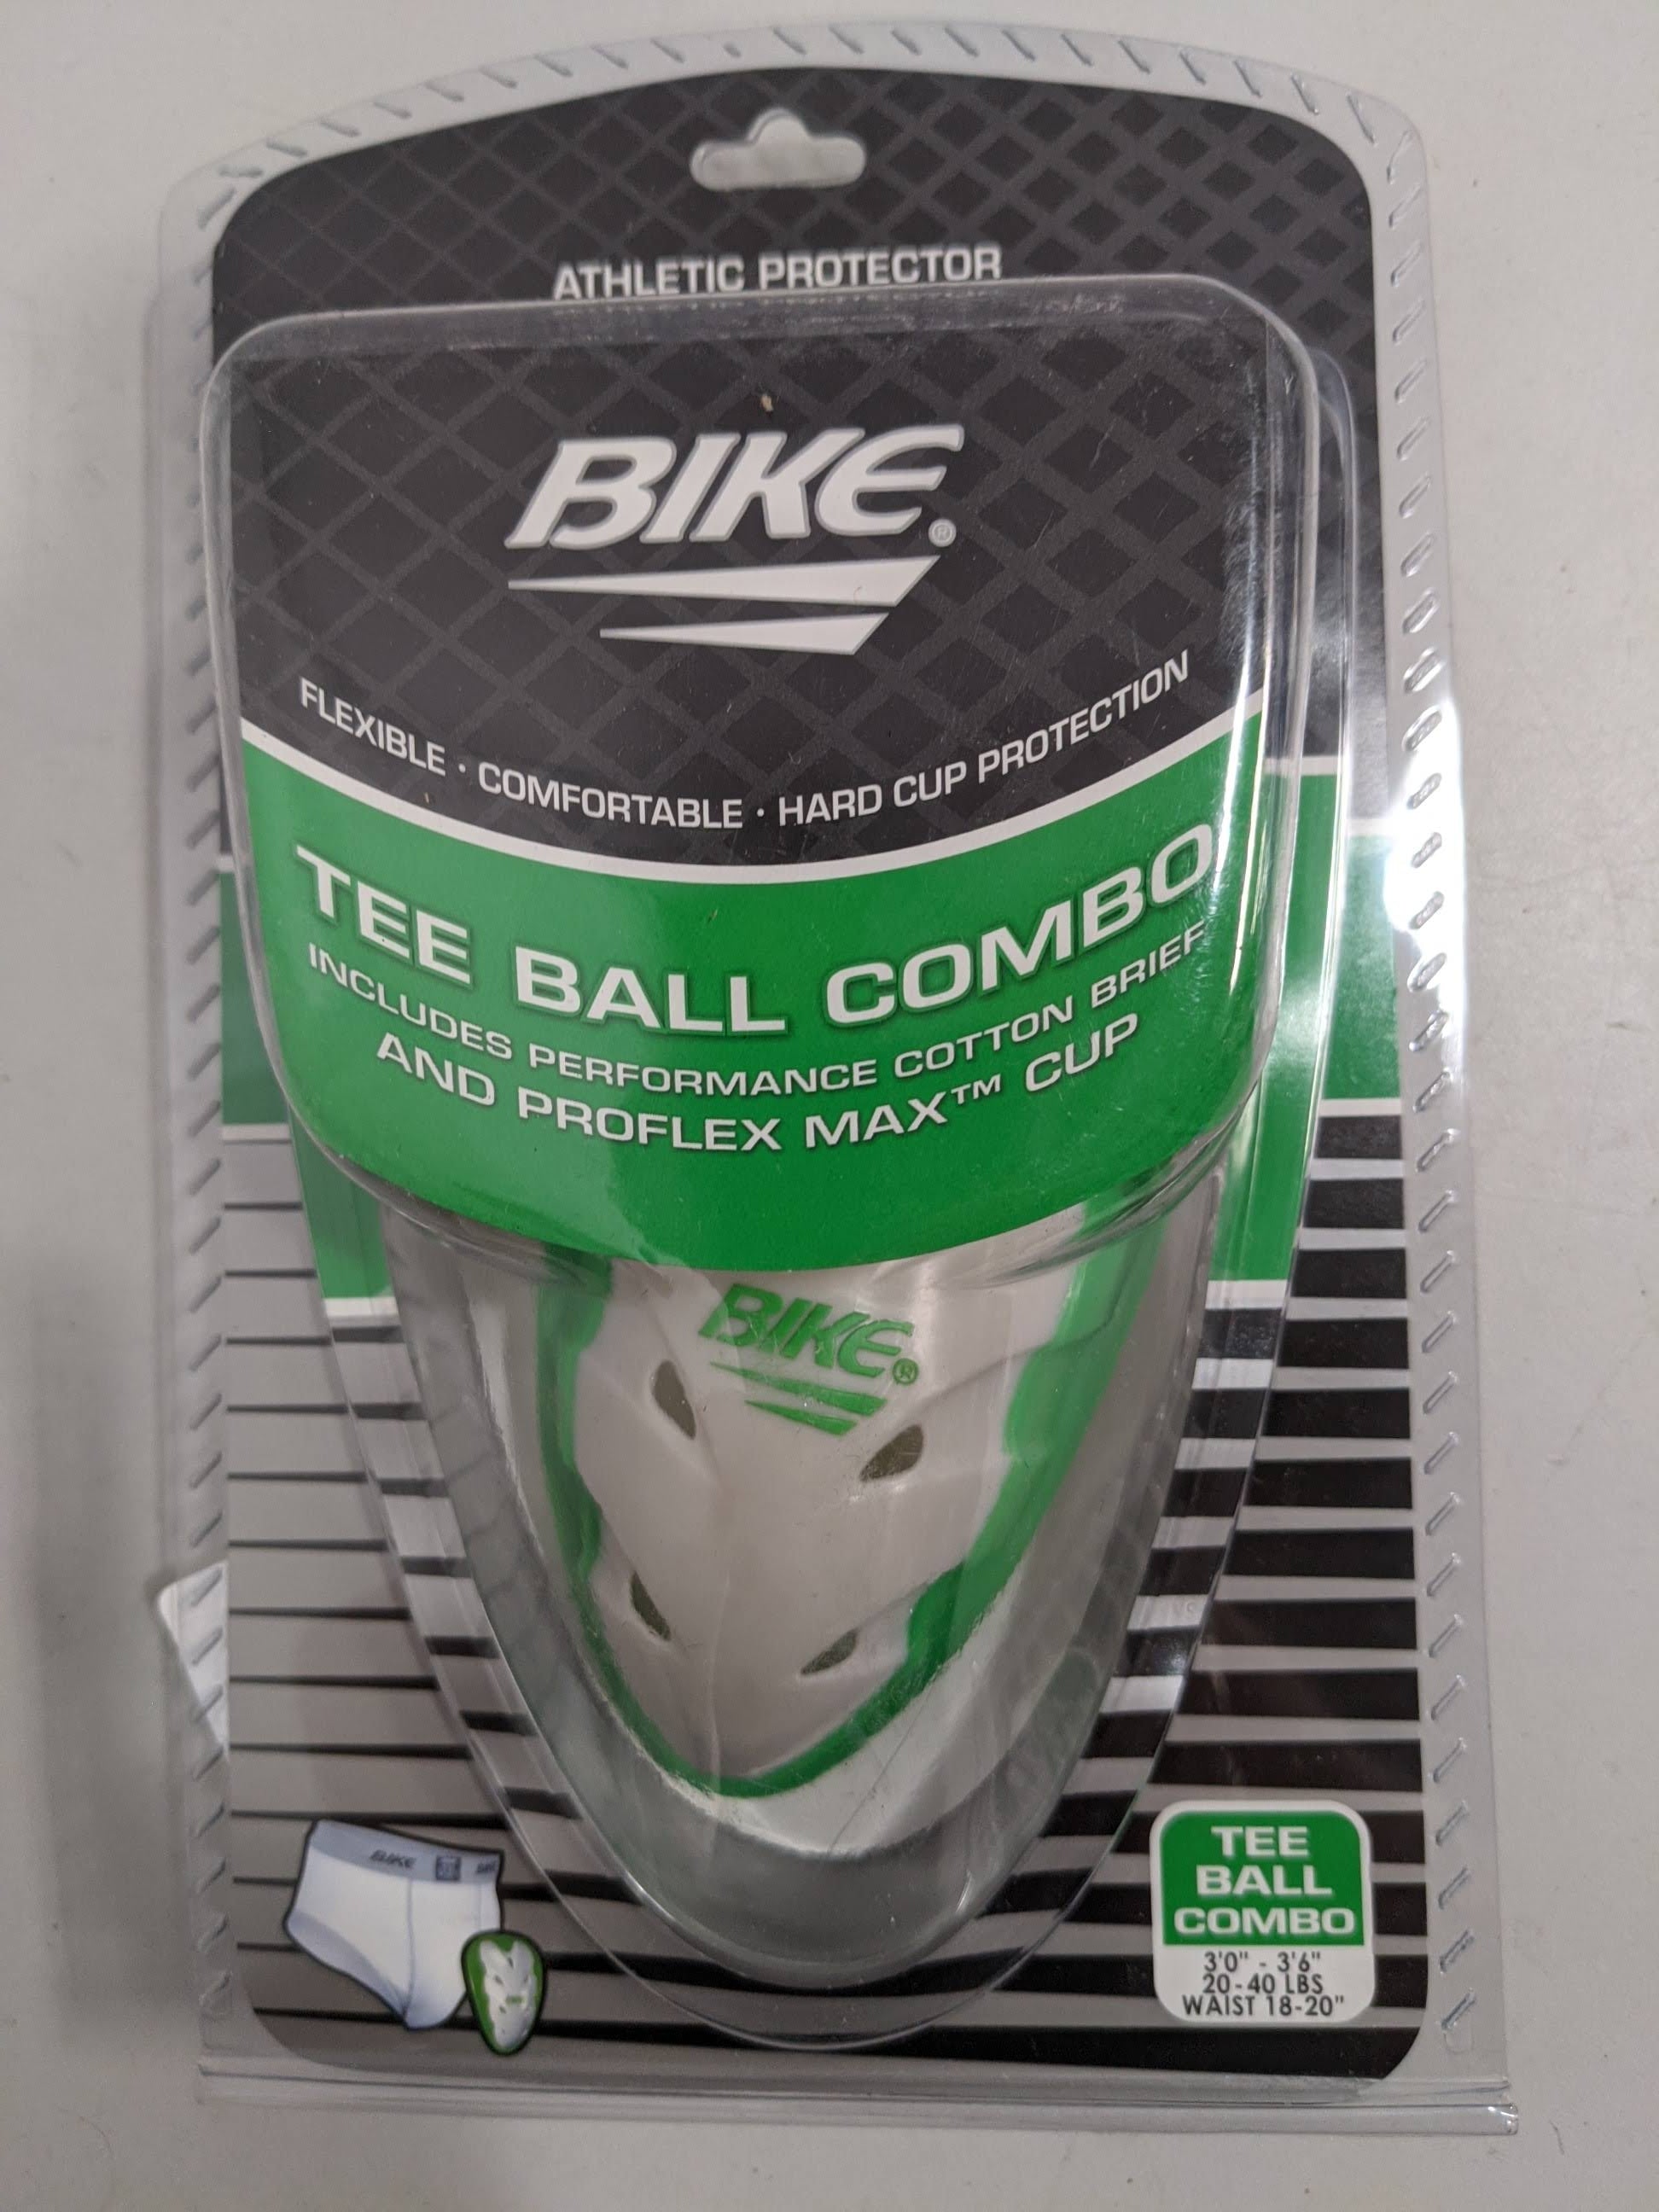 ATHLETIC PROTECTOR
BIKE®
FLEXIBLE · COMFORTABLE · HARD CUP PROTECTION
TEE BALL COMBO
INCLUDES PERFORMANCE COTTON BRIEF
AND PROFLEX MAX™ CUP
BIKE®
BIKE
TEE
BALL
COMBO
3'0" - 3'6"
20-40 LBS
WAIST 18-20"